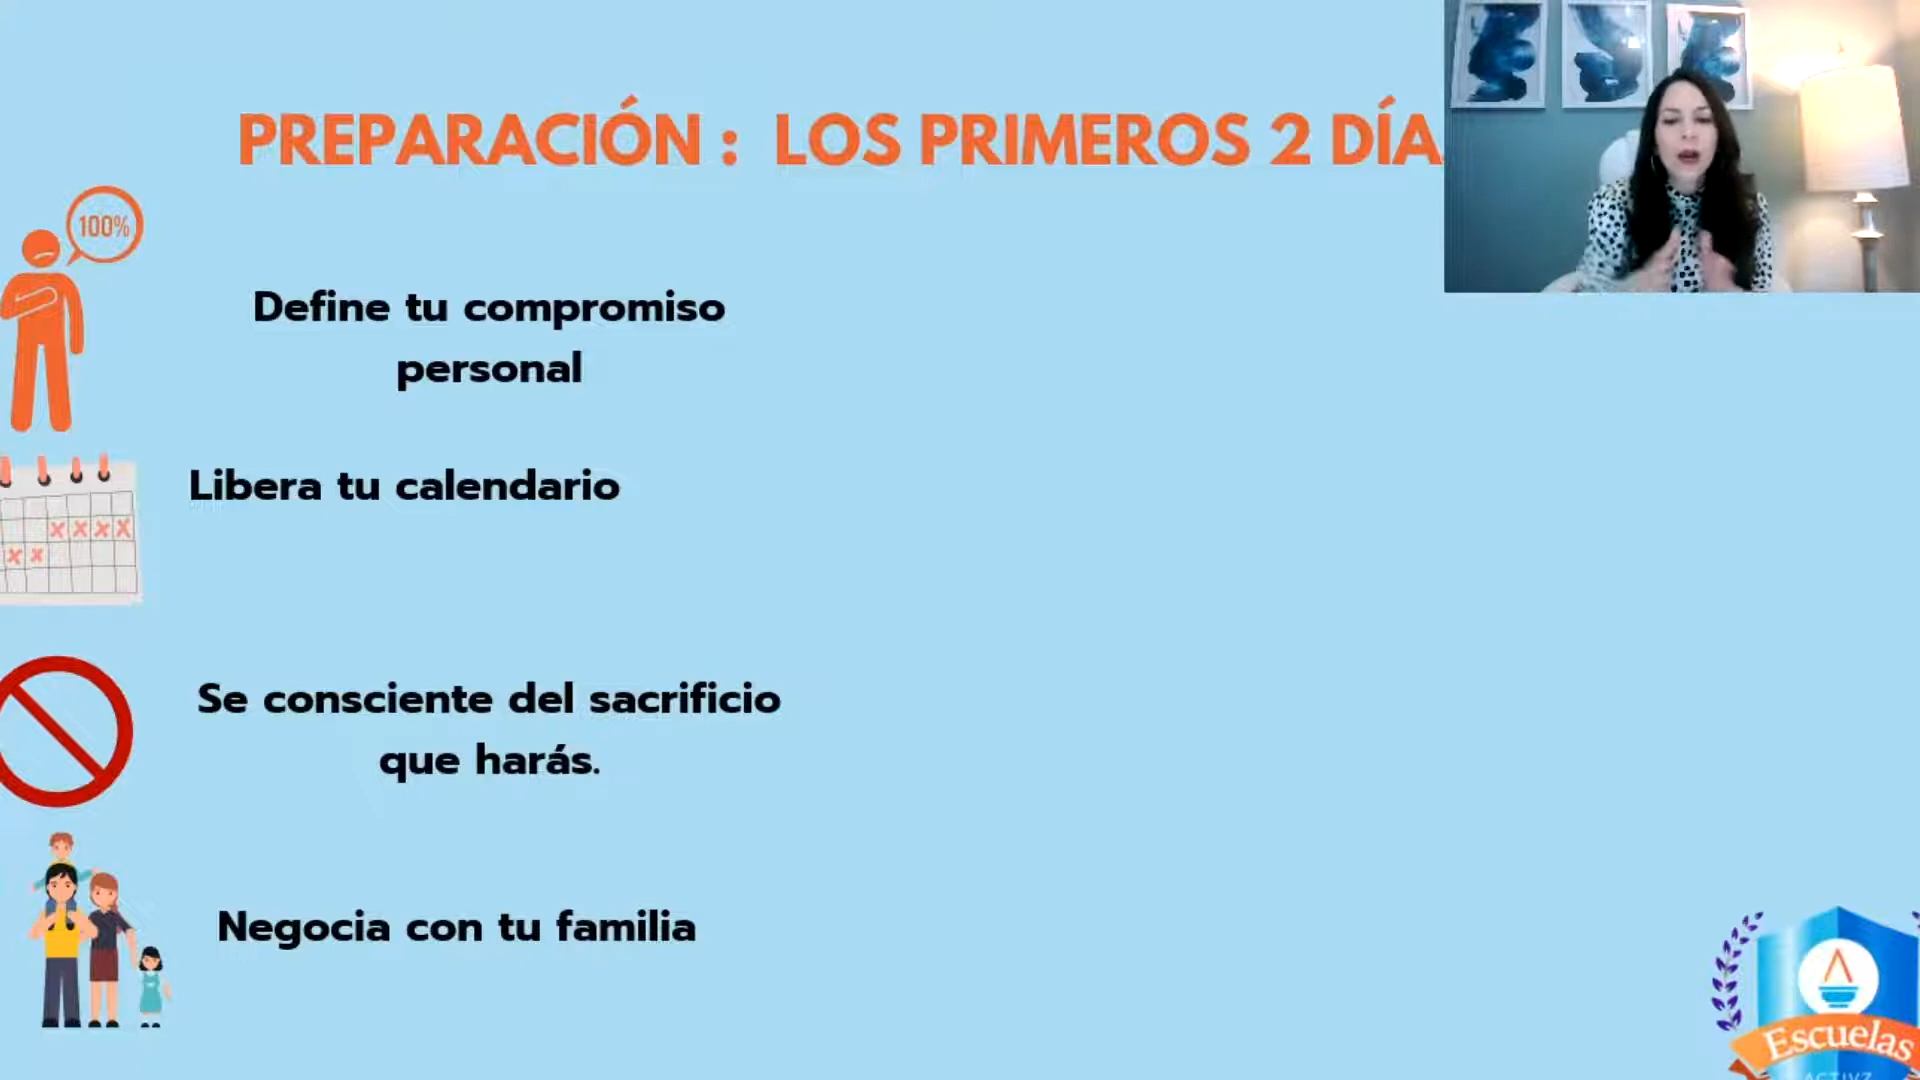 PREPARACIÓN : LOS PRIMEROS 2 DÍA
100%
Define tu compromiso
personal
Libera tu calendario
Se consciente del sacrificio
que harás.
Negocia con tu familia
Escuelas